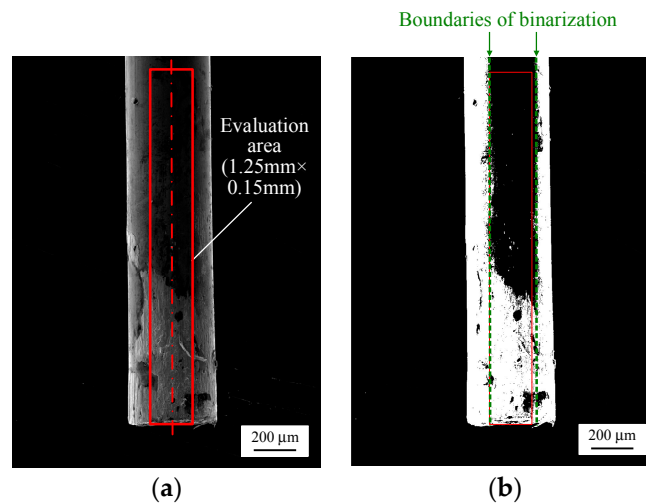 Boundaries of binarization
Evaluation
area
(1.25mm×
0.15mm)
200 μm
200 μm
(a)
(b)